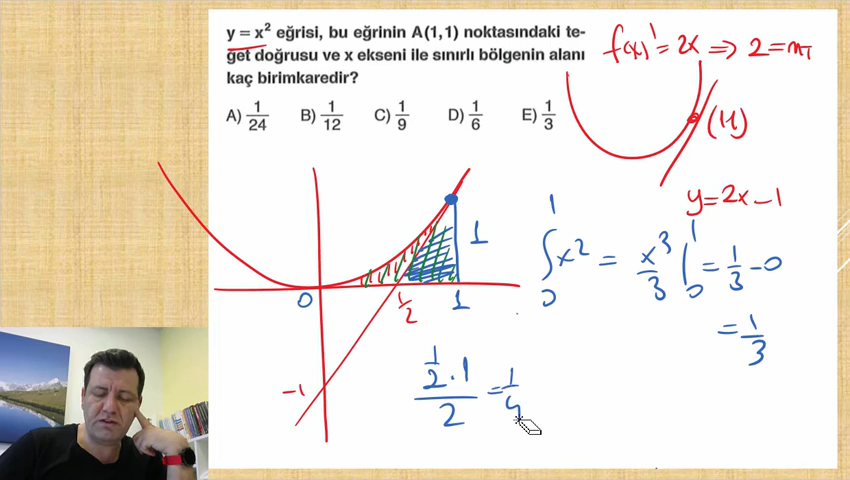 y = x² eğrisi, bu eğrinin A(1,1) noktasındaki te-
ğet doğrusu ve x ekseni ile sınırlı bölgenin alanı
kaç birimkaredir?
A) 1/24 B) 1/12 C) 1/9 D) 1/6 E) 1/3
f(x)' = 2x ⇒ 2 = mT
(1,1)
y = 2x - 1
1
0
1/2
1
-1
∫₀¹ x² = x³/3 |₀¹ = 1/3 - 0
= 1/3
(1/2 · 1)/2 = 1/4